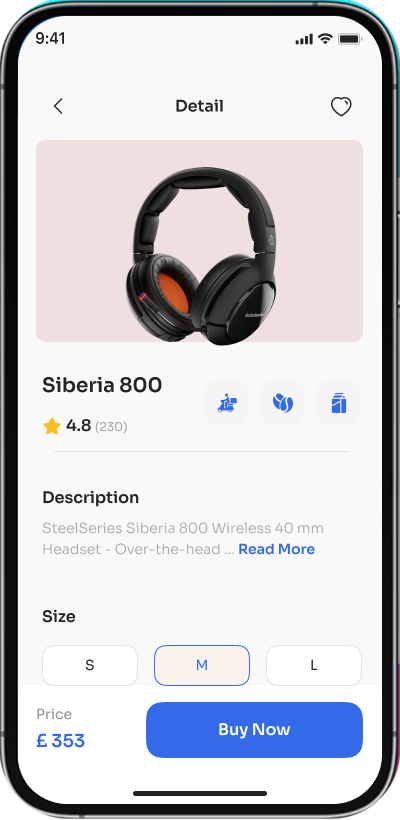 9:41
Detail
Siberia 800
4.8 (230)
Description
SteelSeries Siberia 800 Wireless 40 mm
Headset - Over-the-head ... Read More
Size
S
M
L
Price
£ 353
Buy Now